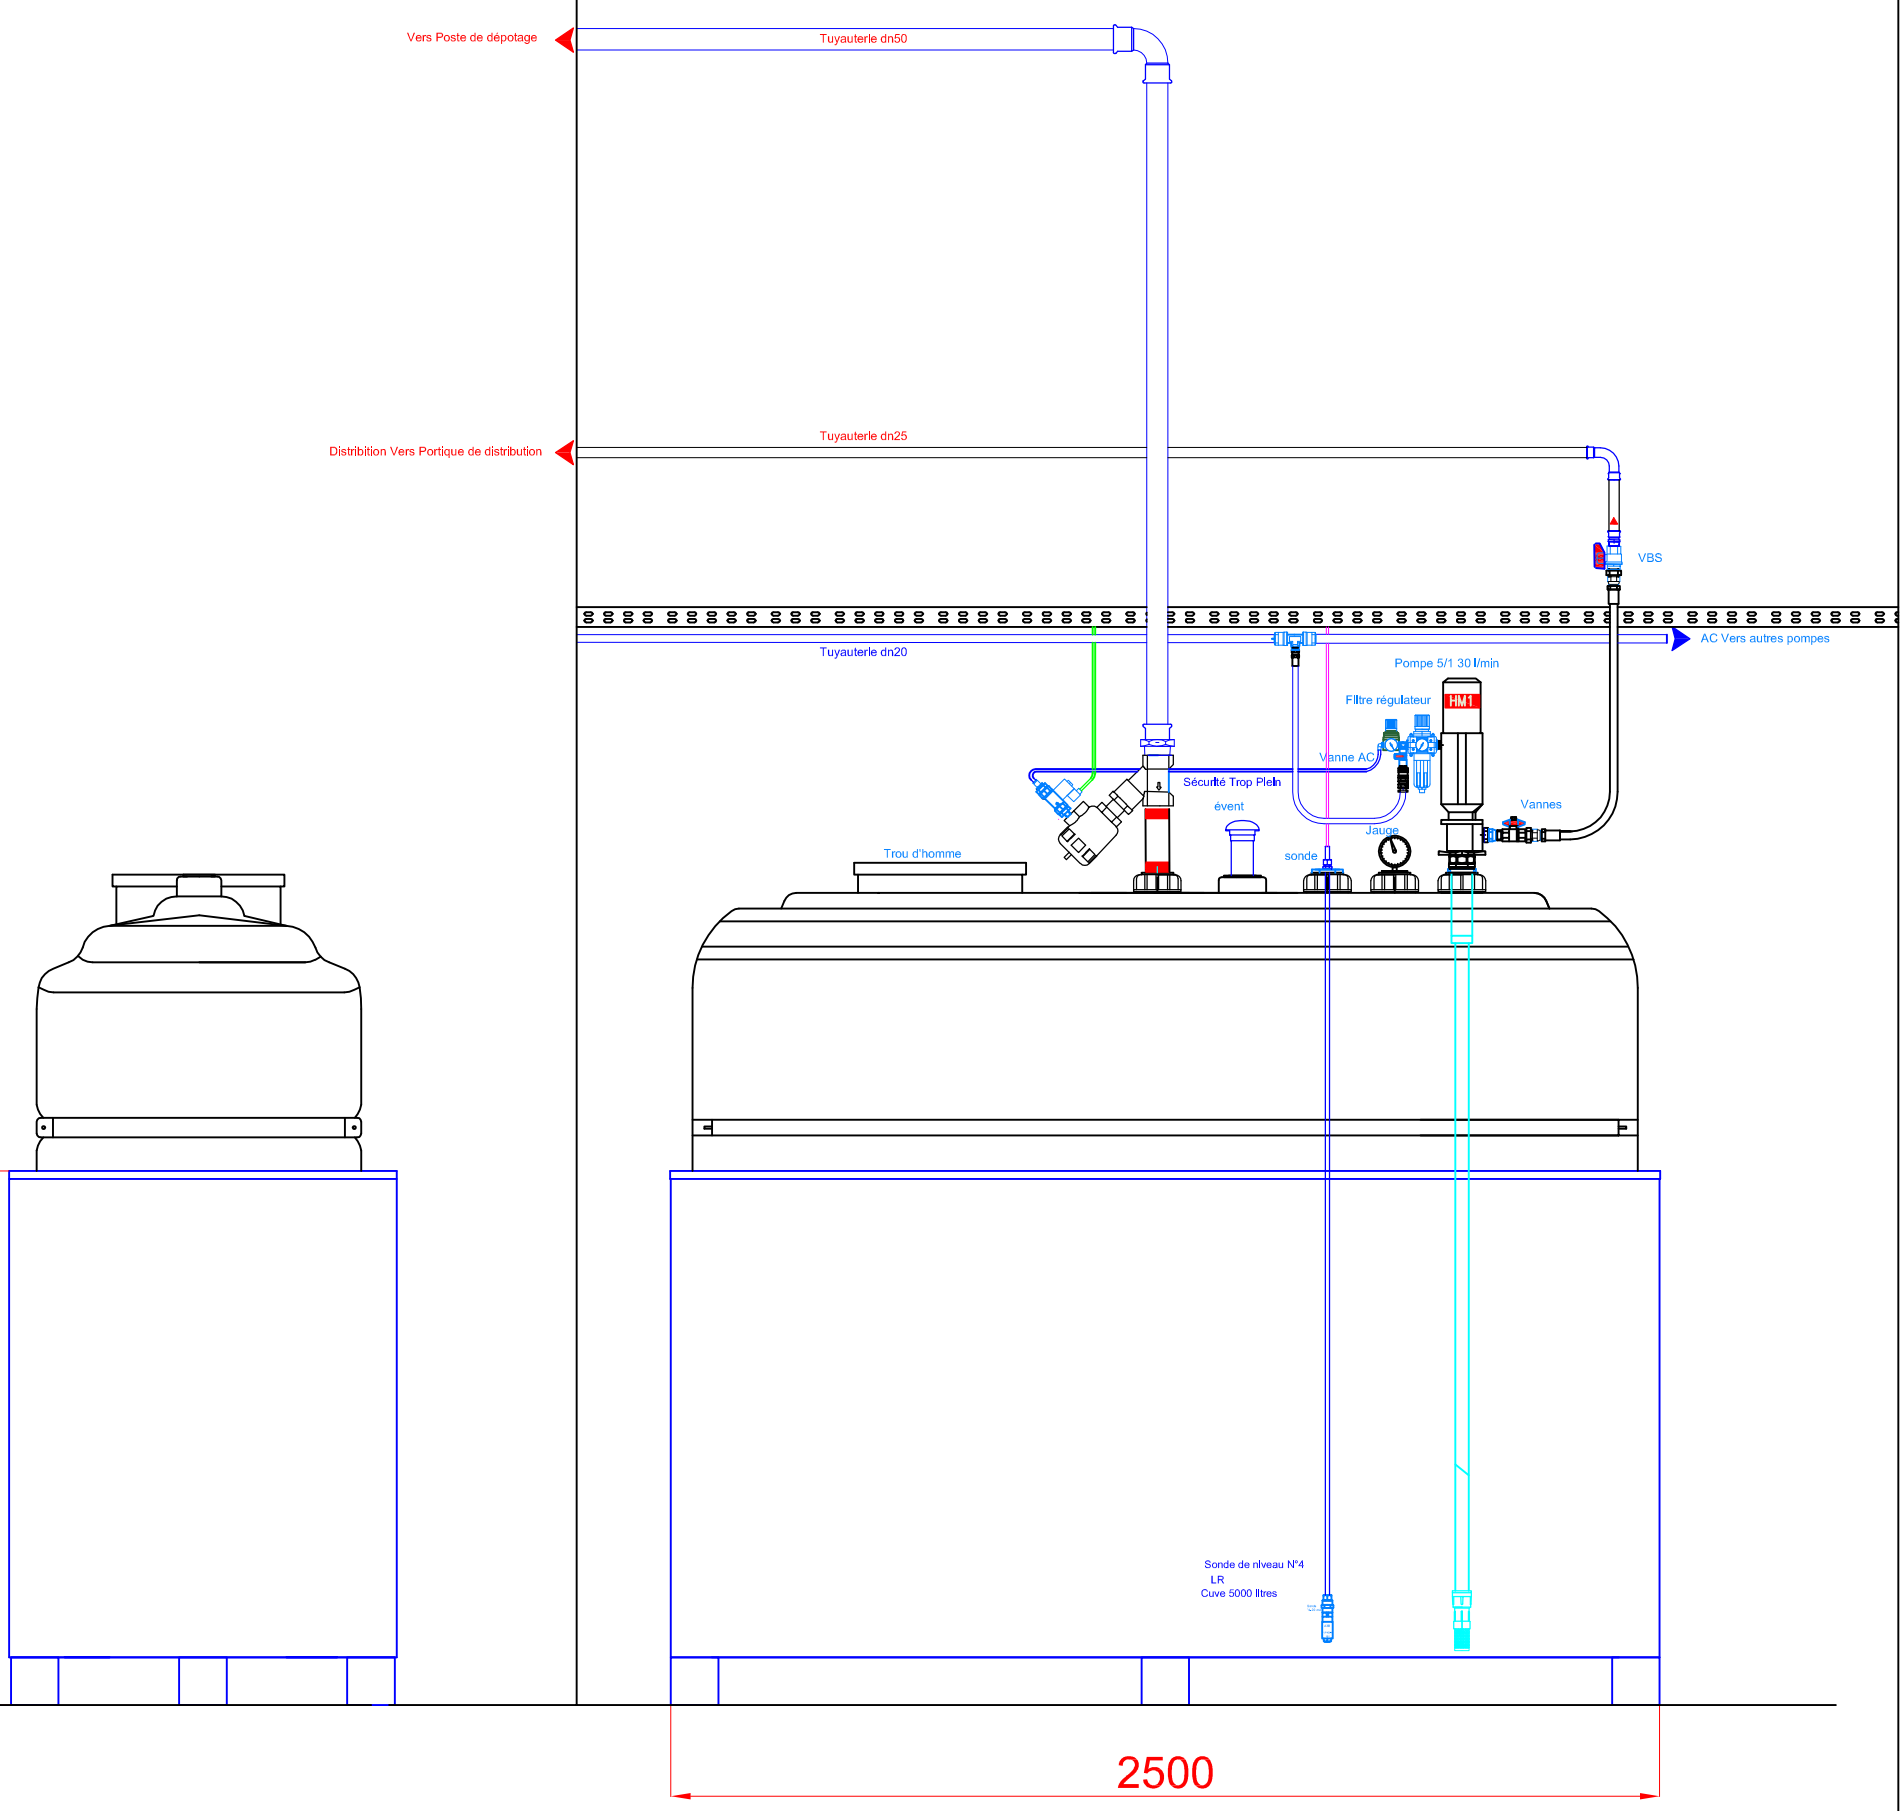 Vers Poste de dépotage
Tuyauterie dn50
Tuyauterie dn25
Distribition Vers Portique de distribution
VBS
AC Vers autres pompes
Tuyauterie dn20
Pompe 5/1 30 l/min
HM1
Filtre régulateur
Vanne AC
Sécurité Trop Plein
Vannes
évent
Jauge
Trou d'homme
sonde
Sonde de niveau N°4
LR
Cuve 5000 litres
2500